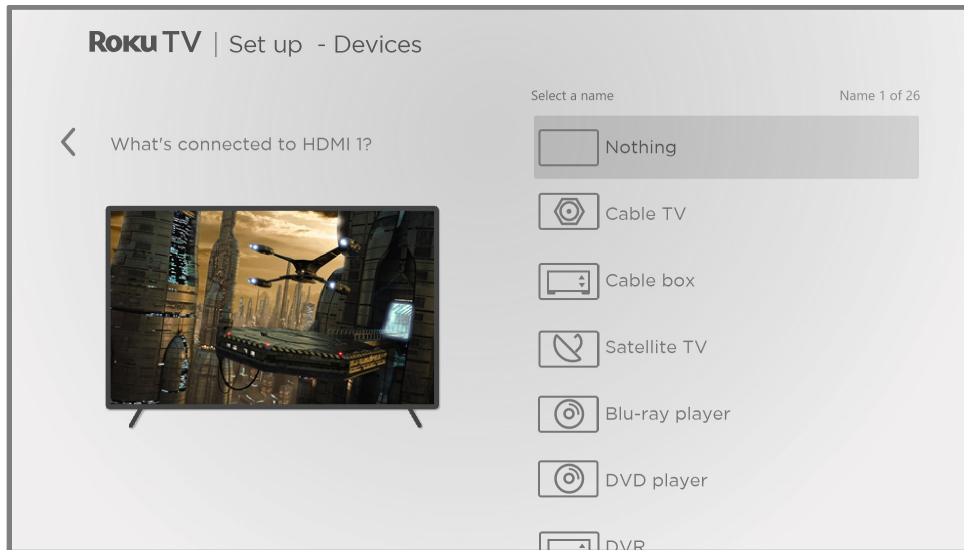 Roku TV | Set up - Devices
Select a name
Name 1 of 26
What's connected to HDMI 1?
Nothing
Cable TV
Cable box
Satellite TV
Blu-ray player
DVD player
DVR